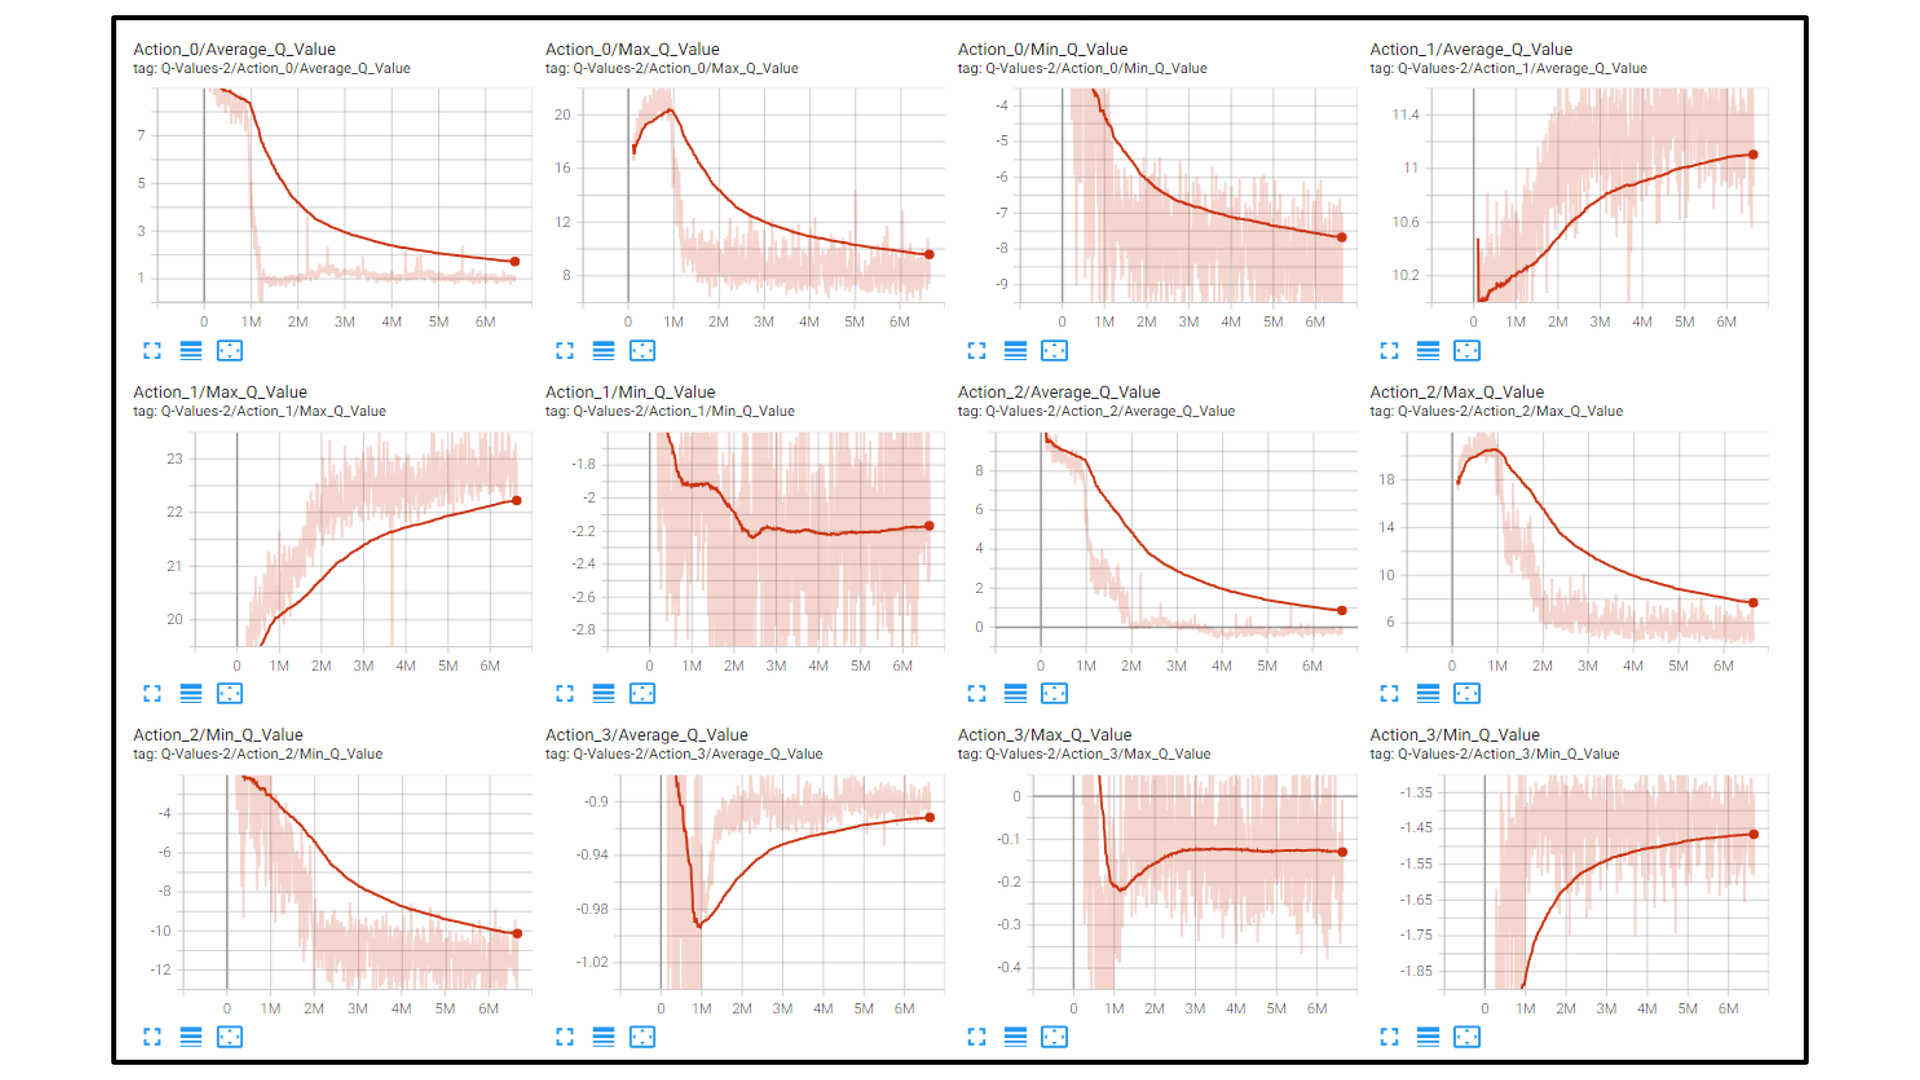 Action_0/Average_Q_Value
tag: Q-Values-2/Action_0/Average_Q_Value
7
5
3
1
0 1M 2M 3M 4M 5M 6M
Action_0/Max_Q_Value
tag: Q-Values-2/Action_0/Max_Q_Value
20
16
12
8
0 1M 2M 3M 4M 5M 6M
Action_0/Min_Q_Value
tag: Q-Values-2/Action_0/Min_Q_Value
-4
-5
-6
-7
-8
-9
0 1M 2M 3M 4M 5M 6M
Action_1/Average_Q_Value
tag: Q-Values-2/Action_1/Average_Q_Value
11.4
11
10.6
10.2
0 1M 2M 3M 4M 5M 6M
Action_1/Max_Q_Value
tag: Q-Values-2/Action_1/Max_Q_Value
23
22
21
20
0 1M 2M 3M 4M 5M 6M
Action_1/Min_Q_Value
tag: Q-Values-2/Action_1/Min_Q_Value
-1.8
-2
-2.2
-2.4
-2.6
-2.8
0 1M 2M 3M 4M 5M 6M
Action_2/Average_Q_Value
tag: Q-Values-2/Action_2/Average_Q_Value
8
6
4
2
0
0 1M 2M 3M 4M 5M 6M
Action_2/Max_Q_Value
tag: Q-Values-2/Action_2/Max_Q_Value
18
14
10
6
0 1M 2M 3M 4M 5M 6M
Action_2/Min_Q_Value
tag: Q-Values-2/Action_2/Min_Q_Value
-4
-6
-8
-10
-12
0 1M 2M 3M 4M 5M 6M
Action_3/Average_Q_Value
tag: Q-Values-2/Action_3/Average_Q_Value
-0.9
-0.94
-0.98
-1.02
0 1M 2M 3M 4M 5M 6M
Action_3/Max_Q_Value
tag: Q-Values-2/Action_3/Max_Q_Value
0
-0.1
-0.2
-0.3
-0.4
0 1M 2M 3M 4M 5M 6M
Action_3/Min_Q_Value
tag: Q-Values-2/Action_3/Min_Q_Value
-1.35
-1.45
-1.55
-1.65
-1.75
-1.85
0 1M 2M 3M 4M 5M 6M